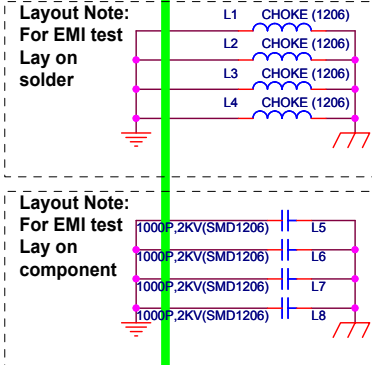 Layout Note:
For EMI test
Lay on
solder
L1 CHOKE (1206)
L2 CHOKE (1206)
L3 CHOKE (1206)
L4 CHOKE (1206)
Layout Note:
For EMI test
Lay on
component
1000P,2KV(SMD1206) L5
1000P,2KV(SMD1206) L6
1000P,2KV(SMD1206) L7
1000P,2KV(SMD1206) L8